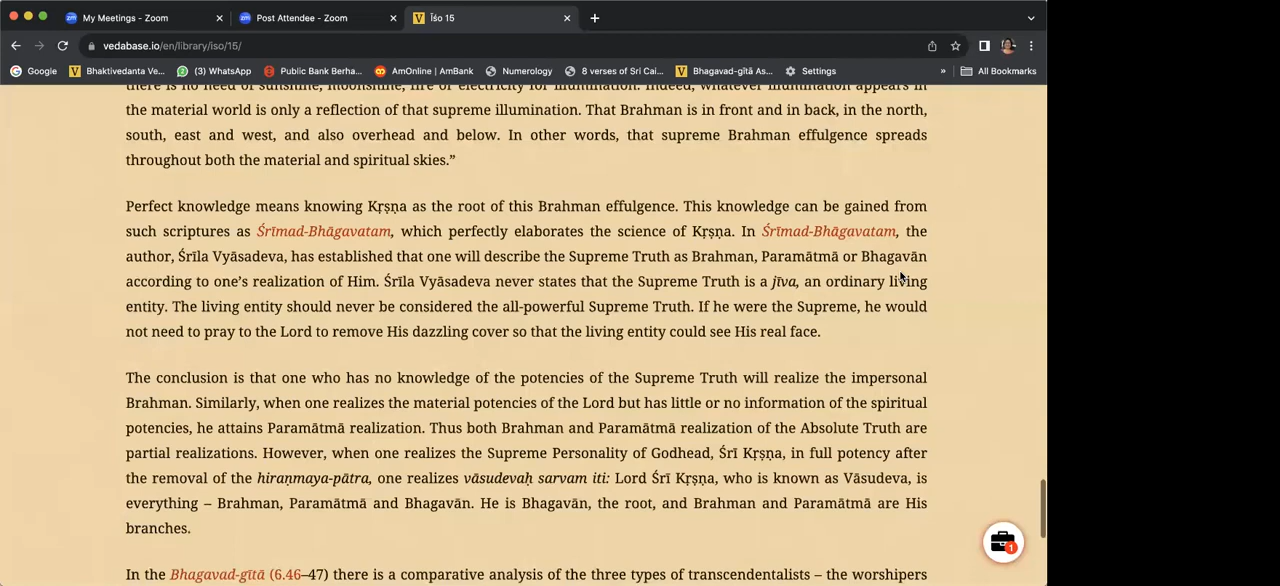 My Meetings - Zoom
Post Attendee - Zoom
Īśo 15
vedabase.io/en/library/iso/15/
Google
Bhaktivedanta Ve...
(3) WhatsApp
Public Bank Berha...
AmOnline | AmBank
Numerology
8 verses of Sri Cai...
Bhagavad-gītā As...
Settings
»
All Bookmarks
there is no need of sunshine, moonshine, fire or electricity for illumination. Indeed, whatever illumination appears in
the material world is only a reflection of that supreme illumination. That Brahman is in front and in back, in the north,
south, east and west, and also overhead and below. In other words, that supreme Brahman effulgence spreads
throughout both the material and spiritual skies.”
Perfect knowledge means knowing Kṛṣṇa as the root of this Brahman effulgence. This knowledge can be gained from
such scriptures as Śrīmad-Bhāgavatam, which perfectly elaborates the science of Kṛṣṇa. In Śrīmad-Bhāgavatam, the
author, Śrīla Vyāsadeva, has established that one will describe the Supreme Truth as Brahman, Paramātmā or Bhagavān
according to one’s realization of Him. Śrīla Vyāsadeva never states that the Supreme Truth is a jīva, an ordinary living
entity. The living entity should never be considered the all-powerful Supreme Truth. If he were the Supreme, he would
not need to pray to the Lord to remove His dazzling cover so that the living entity could see His real face.
The conclusion is that one who has no knowledge of the potencies of the Supreme Truth will realize the impersonal
Brahman. Similarly, when one realizes the material potencies of the Lord but has little or no information of the spiritual
potencies, he attains Paramātmā realization. Thus both Brahman and Paramātmā realization of the Absolute Truth are
partial realizations. However, when one realizes the Supreme Personality of Godhead, Śrī Kṛṣṇa, in full potency after
the removal of the hiraṇmaya-pātra, one realizes vāsudevaḥ sarvam iti: Lord Śrī Kṛṣṇa, who is known as Vāsudeva, is
everything – Brahman, Paramātmā and Bhagavān. He is Bhagavān, the root, and Brahman and Paramātmā are His
branches.
In the Bhagavad-gītā (6.46–47) there is a comparative analysis of the three types of transcendentalists – the worshipers
1